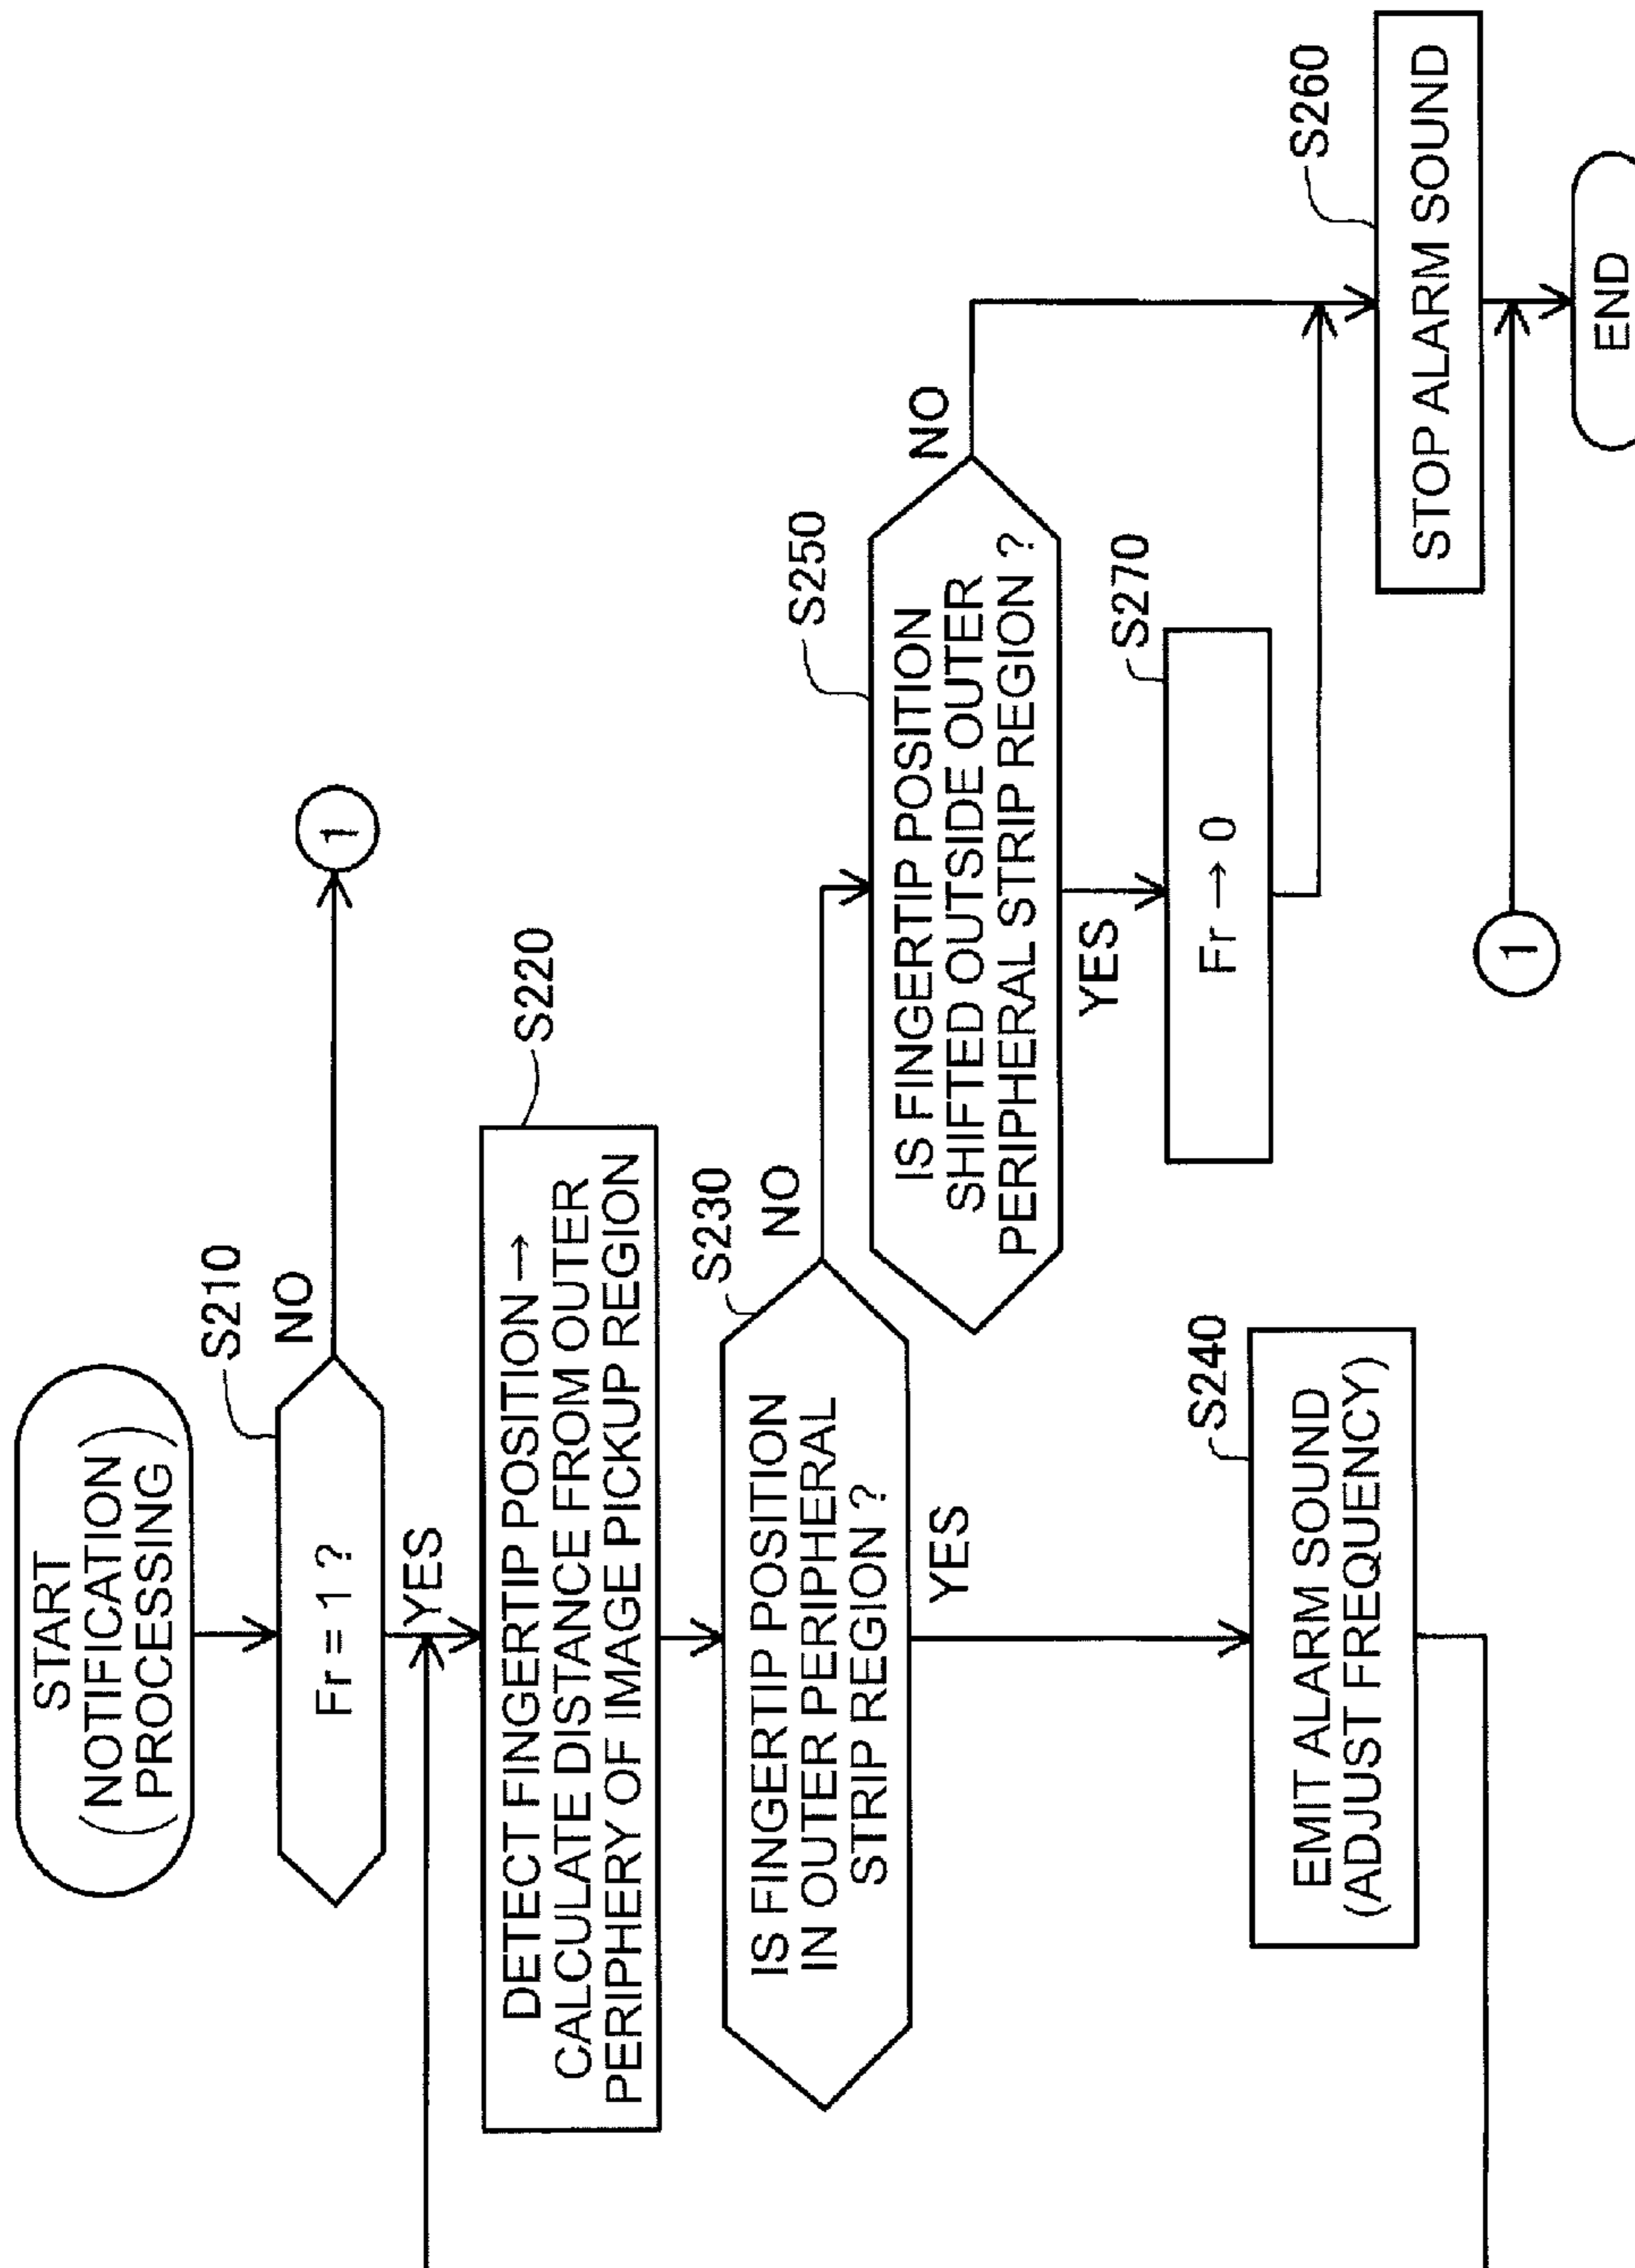 START
(NOTIFICATION
PROCESSING)
S210
Fr = 1 ?
NO
1
YES
S220
DETECT FINGERTIP POSITION →
CALCULATE DISTANCE FROM OUTER
PERIPHERY OF IMAGE PICKUP REGION
S230
IS FINGERTIP POSITION
IN OUTER PERIPHERAL
STRIP REGION ?
NO
YES
S240
EMIT ALARM SOUND
(ADJUST FREQUENCY)
S250
IS FINGERTIP POSITION
SHIFTED OUTSIDE OUTER
PERIPHERAL STRIP REGION ?
NO
YES
S270
Fr → 0
S260
STOP ALARM SOUND
1
END